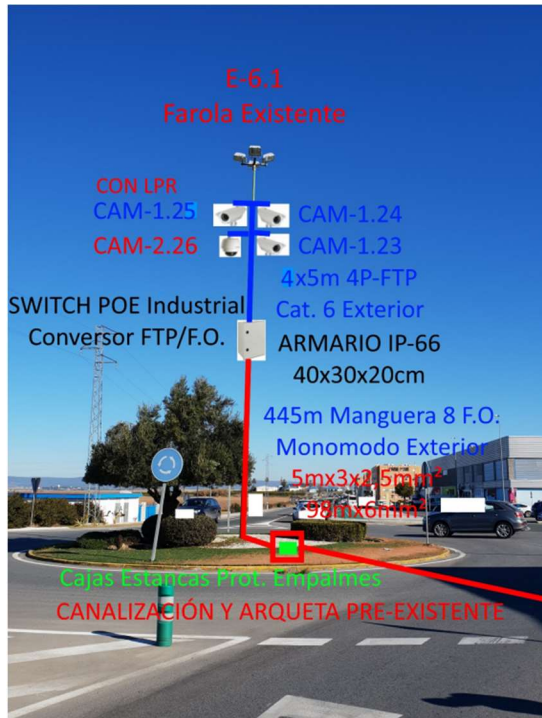 E-6.1
Farola Existente
CON LPR
CAM-1.25
CAM-1.24
CAM-2.26
CAM-1.23
4x5m 4P-FTP
Cat. 6 Exterior
SWITCH POE Industrial
Conversor FTP/F.O.
ARMARIO IP-66
40x30x20cm
445m Manguera 8 F.O.
Monomodo Exterior
5mx3x2.5mm²
98mx6mm²
Cajas Estancas Prot. Empalmes
CANALIZACIÓN Y ARQUETA PRE-EXISTENTE